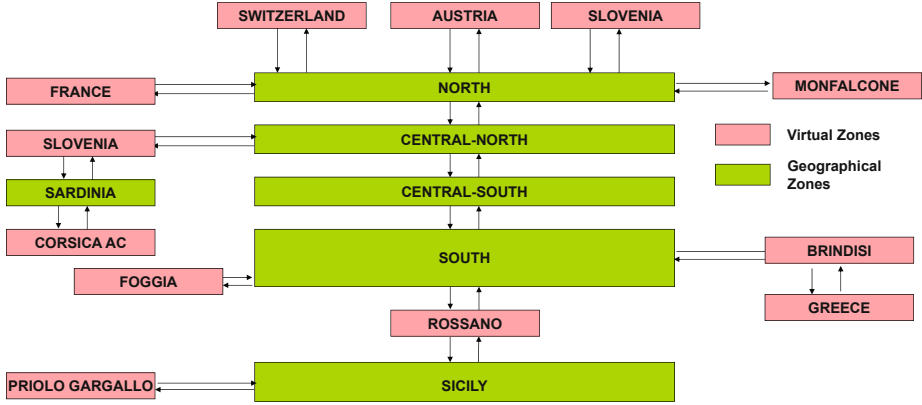 SWITZERLAND
AUSTRIA
SLOVENIA
FRANCE
NORTH
MONFALCONE
SLOVENIA
CENTRAL-NORTH
Virtual Zones
SARDINIA
CENTRAL-SOUTH
Geographical
Zones
CORSICA AC
SOUTH
BRINDISI
FOGGIA
GREECE
ROSSANO
PRIOLO GARGALLO
SICILY